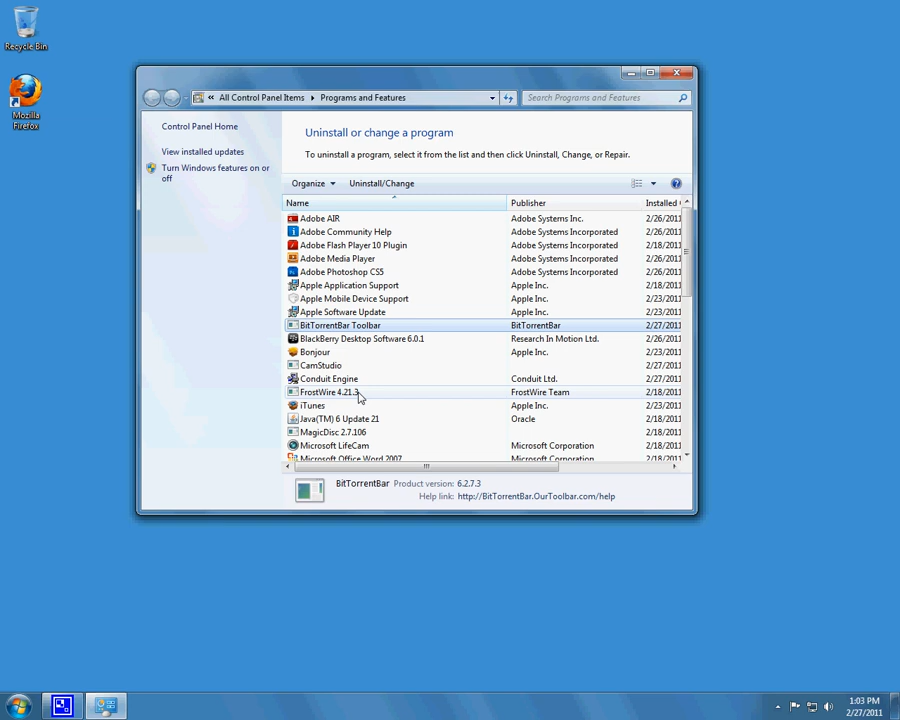 Recycle Bin
Mozilla
Firefox
« All Control Panel Items ▸ Programs and Features
Search Programs and Features
Control Panel Home
View installed updates
Turn Windows features on or
off
Uninstall or change a program
To uninstall a program, select it from the list and then click Uninstall, Change, or Repair.
Organize Uninstall/Change
Name Publisher Installed
Adobe AIR Adobe Systems Inc. 2/26/2011
Adobe Community Help Adobe Systems Incorporated 2/26/2011
Adobe Flash Player 10 Plugin Adobe Systems Incorporated 2/18/2011
Adobe Media Player Adobe Systems Incorporated 2/26/2011
Adobe Photoshop CS5 Adobe Systems Incorporated 2/26/2011
Apple Application Support Apple Inc. 2/18/2011
Apple Mobile Device Support Apple Inc. 2/23/2011
Apple Software Update Apple Inc. 2/23/2011
BitTorrentBar Toolbar BitTorrentBar 2/27/2011
BlackBerry Desktop Software 6.0.1 Research In Motion Ltd. 2/26/2011
Bonjour Apple Inc. 2/23/2011
CamStudio 2/27/2011
Conduit Engine Conduit Ltd. 2/27/2011
FrostWire 4.21.3 FrostWire Team 2/18/2011
iTunes Apple Inc. 2/23/2011
Java(TM) 6 Update 21 Oracle 2/18/2011
MagicDisc 2.7.106 2/18/2011
Microsoft LifeCam Microsoft Corporation 2/18/2011
Microsoft Office Word 2007 Microsoft Corporation 2/18/2011
BitTorrentBar Product version: 6.2.7.3
Help link: http://BitTorrentBar.OurToolbar.com/help
1:03 PM
2/27/2011